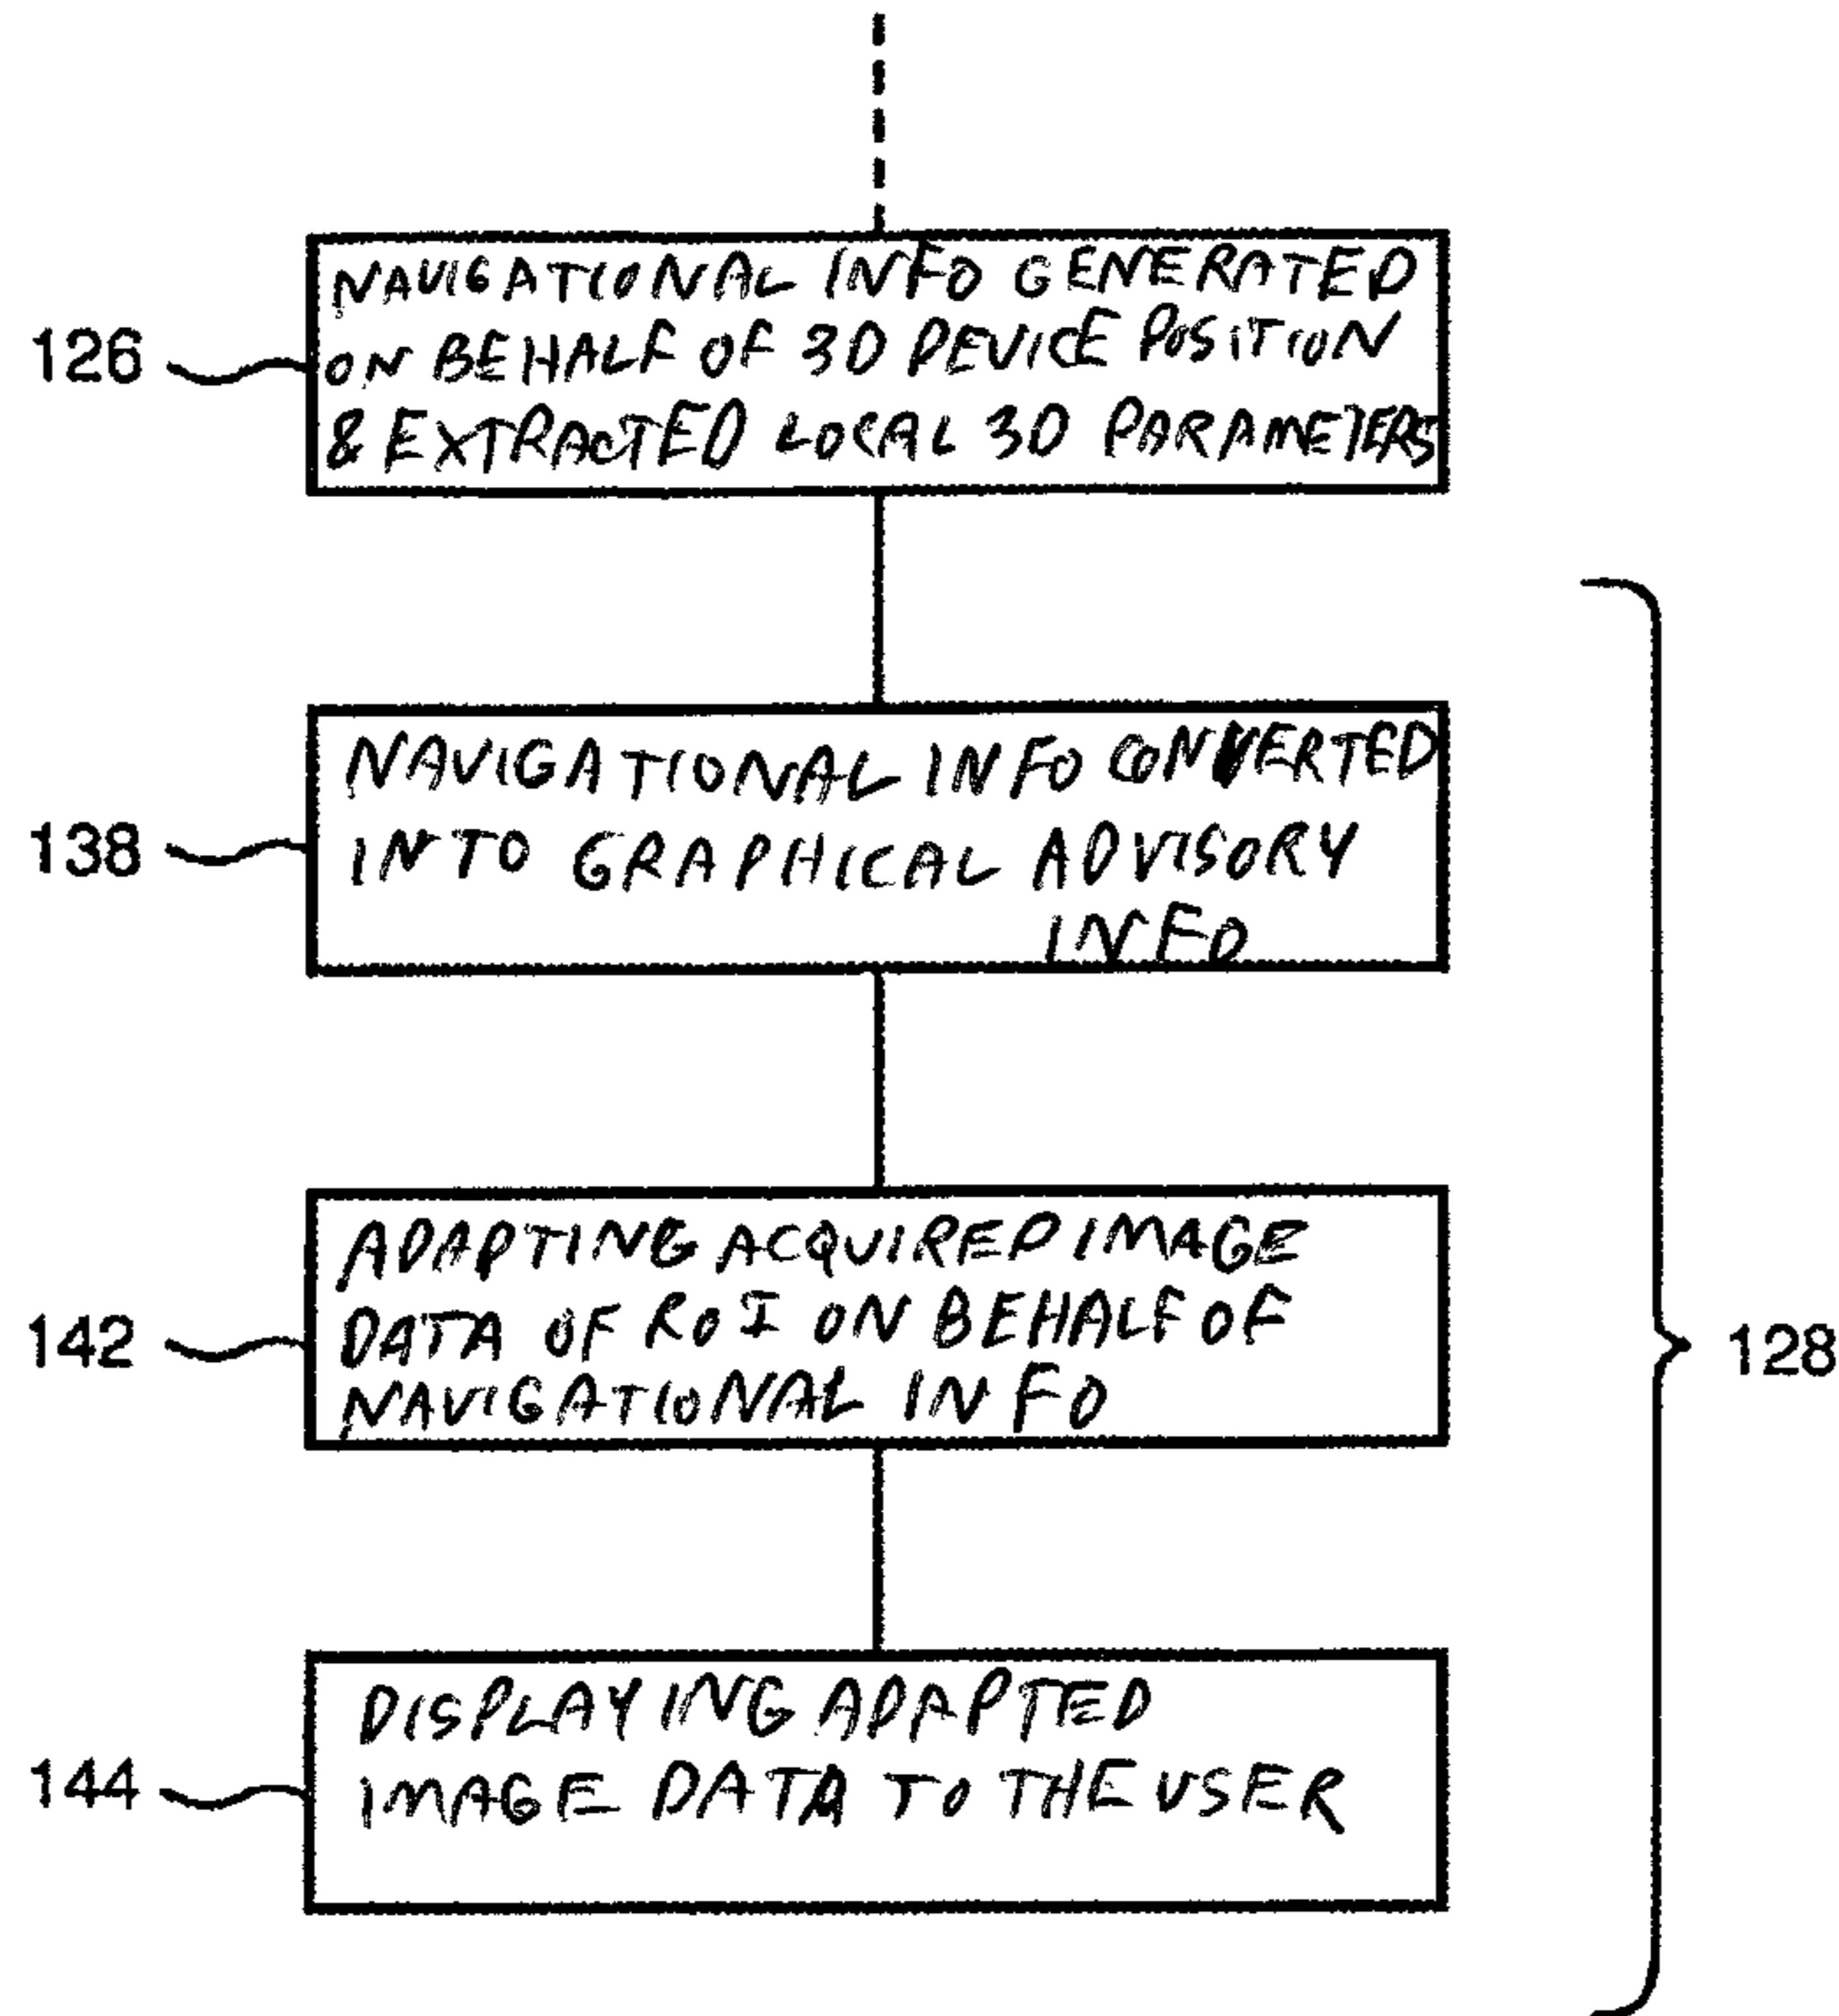 NAVIGATIONAL INFO GENERATED
126
ON BEHALF OF 3D DEVICE POSITION
& EXTRACTED LOCAL 3D PARAMETERS
NAVIGATIONAL INFO CONVERTED
138
INTO GRAPHICAL ADVISORY
INFO
ADAPTING ACQUIRED IMAGE
142
DATA OF ROI ON BEHALF OF
128
NAVIGATIONAL INFO
DISPLAYING ADAPTED
144
IMAGE DATA TO THE USER